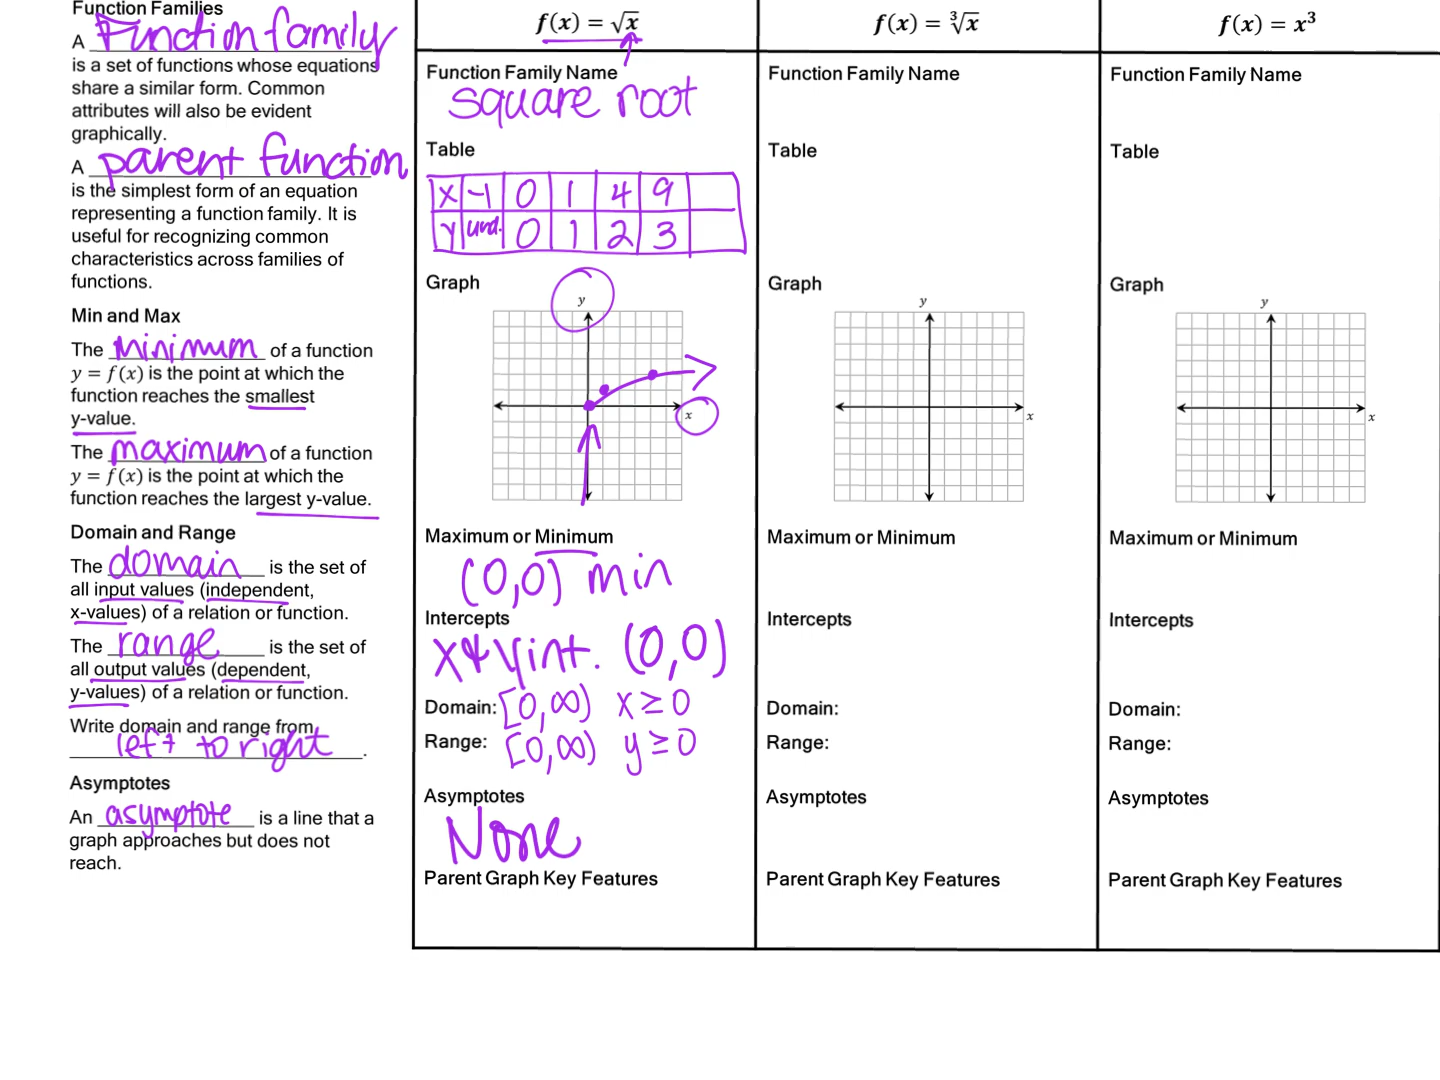 Function Families
A Function family
is a set of functions whose equations
share a similar form. Common
attributes will also be evident
graphically.
A parent function
is the simplest form of an equation
representing a function family. It is
useful for recognizing common
characteristics across families of
functions.
Min and Max
The minimum of a function
y = f(x) is the point at which the
function reaches the smallest
y-value.
The maximum of a function
y = f(x) is the point at which the
function reaches the largest y-value.
Domain and Range
The domain is the set of
all input values (independent,
x-values) of a relation or function.
The range is the set of
all output values (dependent,
y-values) of a relation or function.
Write domain and range from
left to right.
Asymptotes
An asymptote is a line that a
graph approaches but does not
reach.
f(x) = √x
Function Family Name
square root
Table
x -1 0 1 4 9
y und. 0 1 2 3
Graph
y
x
Maximum or Minimum
(0,0) min
Intercepts
x & y int. (0,0)
Domain: [0,∞) x ≥ 0
Range: [0,∞) y ≥ 0
Asymptotes
None
Parent Graph Key Features
f(x) = ∛x
Function Family Name
Table
Graph
y
x
Maximum or Minimum
Intercepts
Domain:
Range:
Asymptotes
Parent Graph Key Features
f(x) = x³
Function Family Name
Table
Graph
y
x
Maximum or Minimum
Intercepts
Domain:
Range:
Asymptotes
Parent Graph Key Features